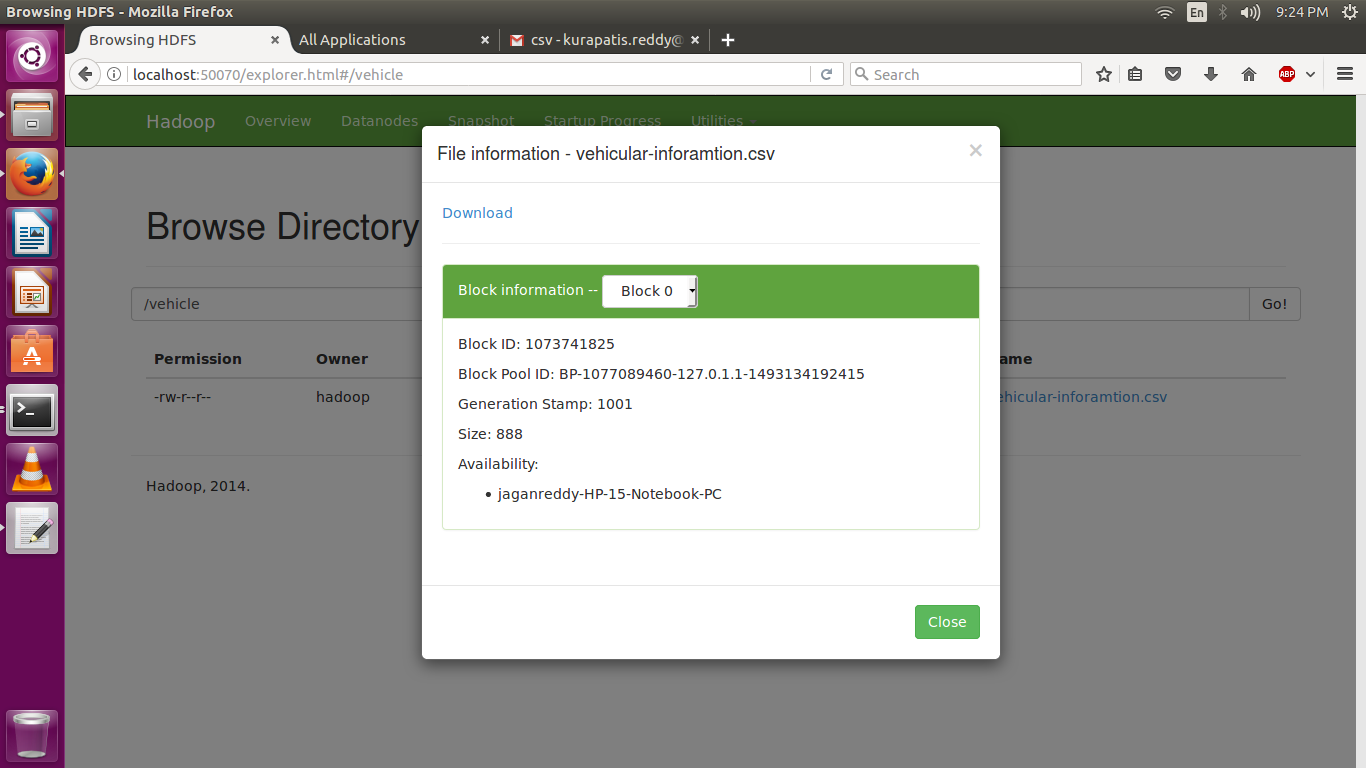 Browsing HDFS - Mozilla Firefox
En
9:24 PM
Browsing HDFS
All Applications
csv - kurapatis.reddy@
localhost:50070/explorer.html#/vehicle
Search
ABP
Hadoop Overview Datanodes Snapshot Startup Progress Utilities
File information - vehicular-inforamtion.csv
Download
Browse Directory
Block information -- Block 0
/vehicle
Go!
Block ID: 1073741825
Permission Owner ame
Block Pool ID: BP-1077089460-127.0.1.1-1493134192415
-rw-r--r-- hadoop ehicular-inforamtion.csv
Generation Stamp: 1001
Size: 888
Availability:
Hadoop, 2014.
jaganreddy-HP-15-Notebook-PC
Close